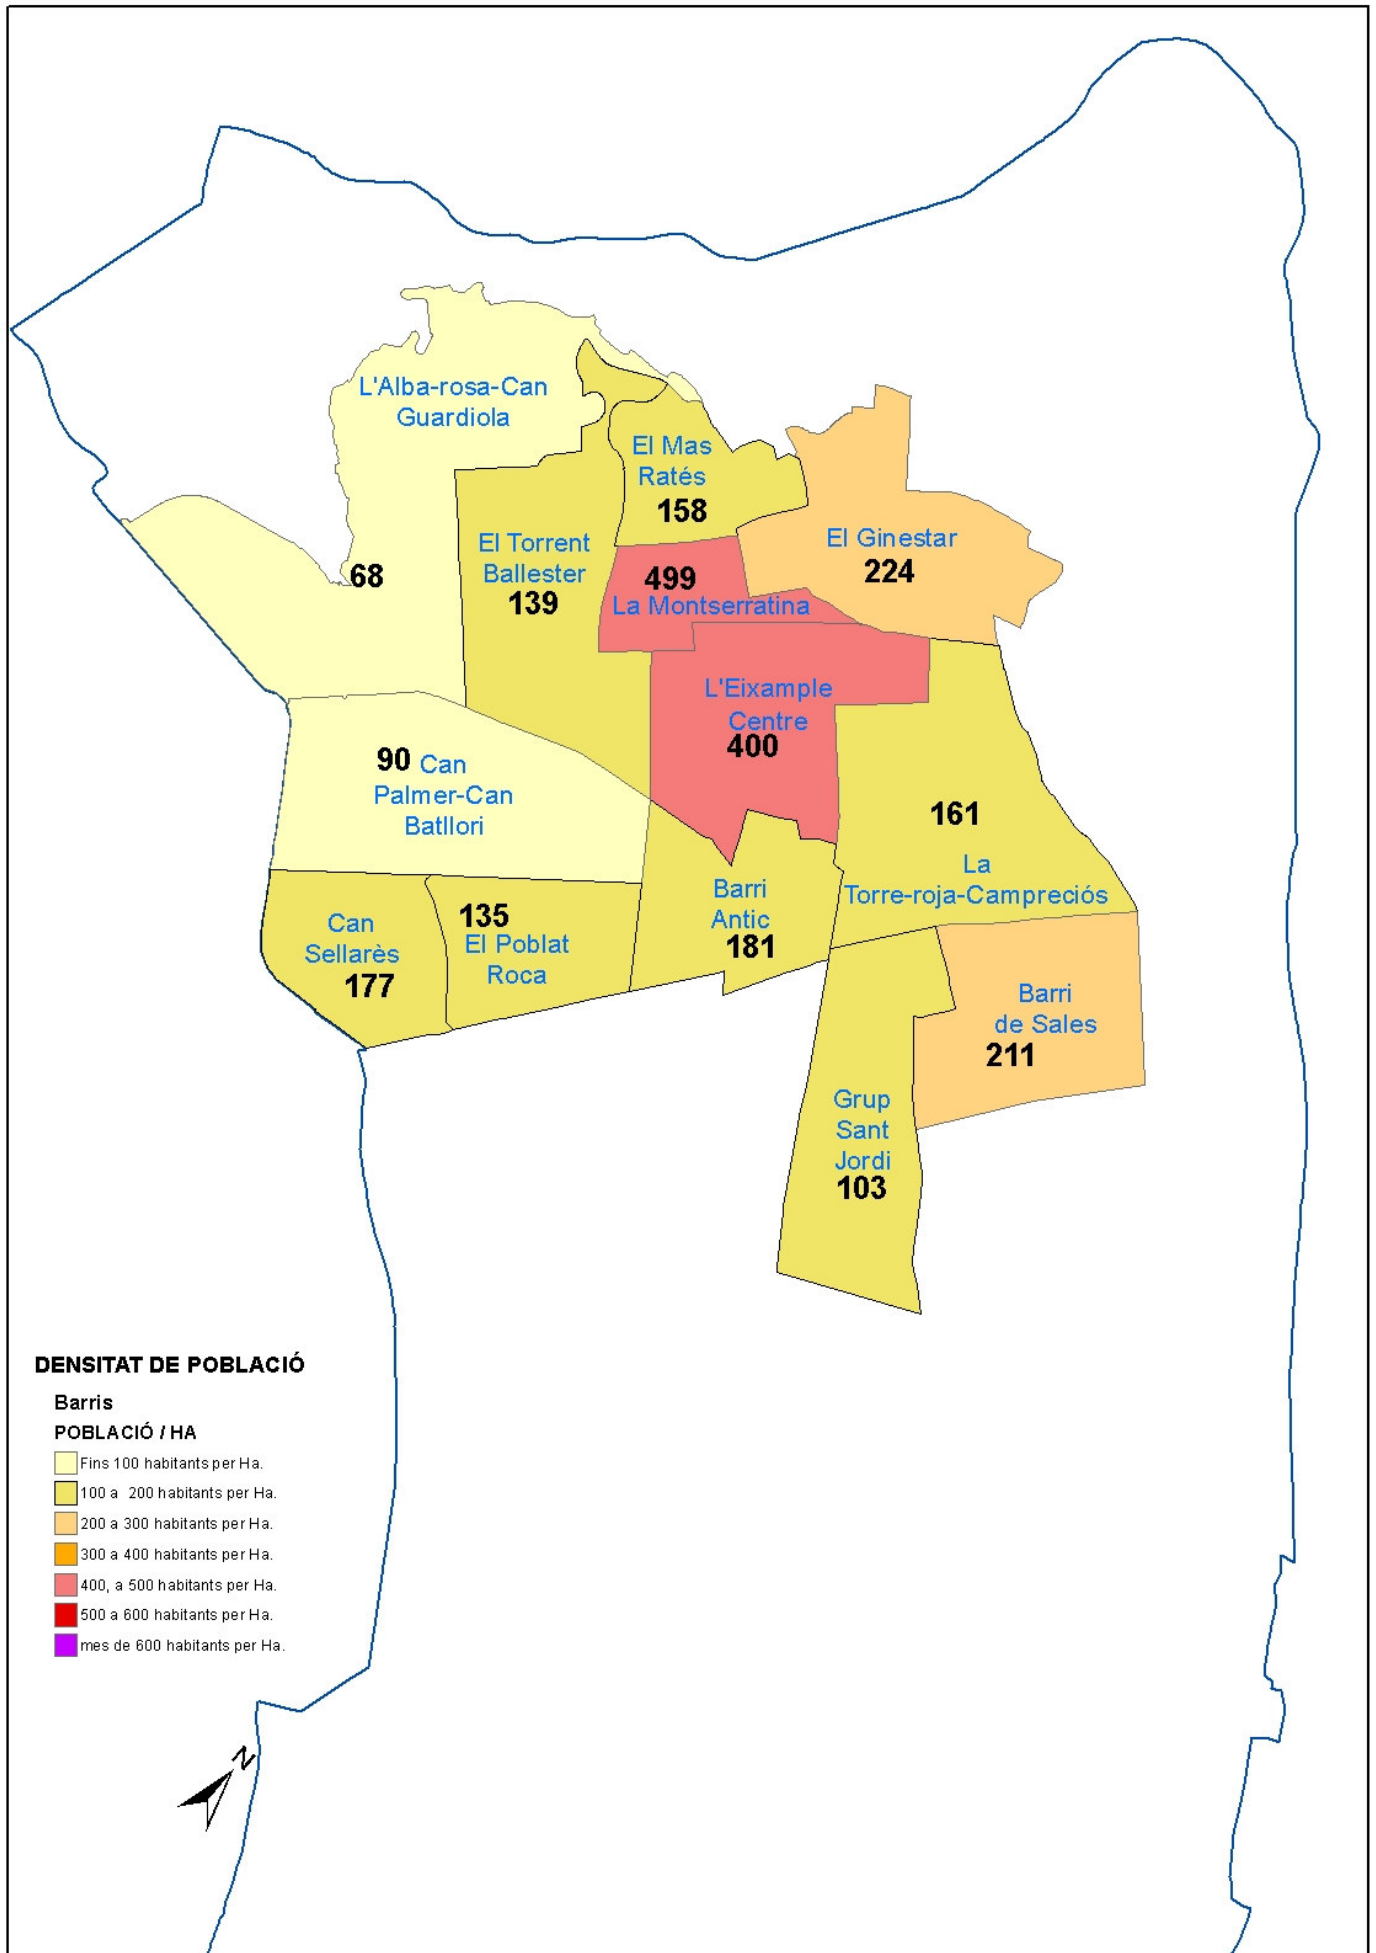 L'Alba-rosa-Can
Guardiola
68
El Mas
Ratés
158
El Torrent
Ballester
139
El Ginestar
224
499
La Montserratina
L'Eixample
Centre
400
90 Can
Palmer-Can
Batllori
161
La
Torre-roja-Campreciós
Barri
Antic
181
Can
Sellarès
177
135
El Poblat
Roca
Barri
de Sales
211
Grup
Sant
Jordi
103
DENSITAT DE POBLACIÓ
Barris
POBLACIÓ / HA
Fins 100 habitants per Ha.
100 a 200 habitants per Ha.
200 a 300 habitants per Ha.
300 a 400 habitants per Ha.
400, a 500 habitants per Ha.
500 a 600 habitants per Ha.
mes de 600 habitants per Ha.
N